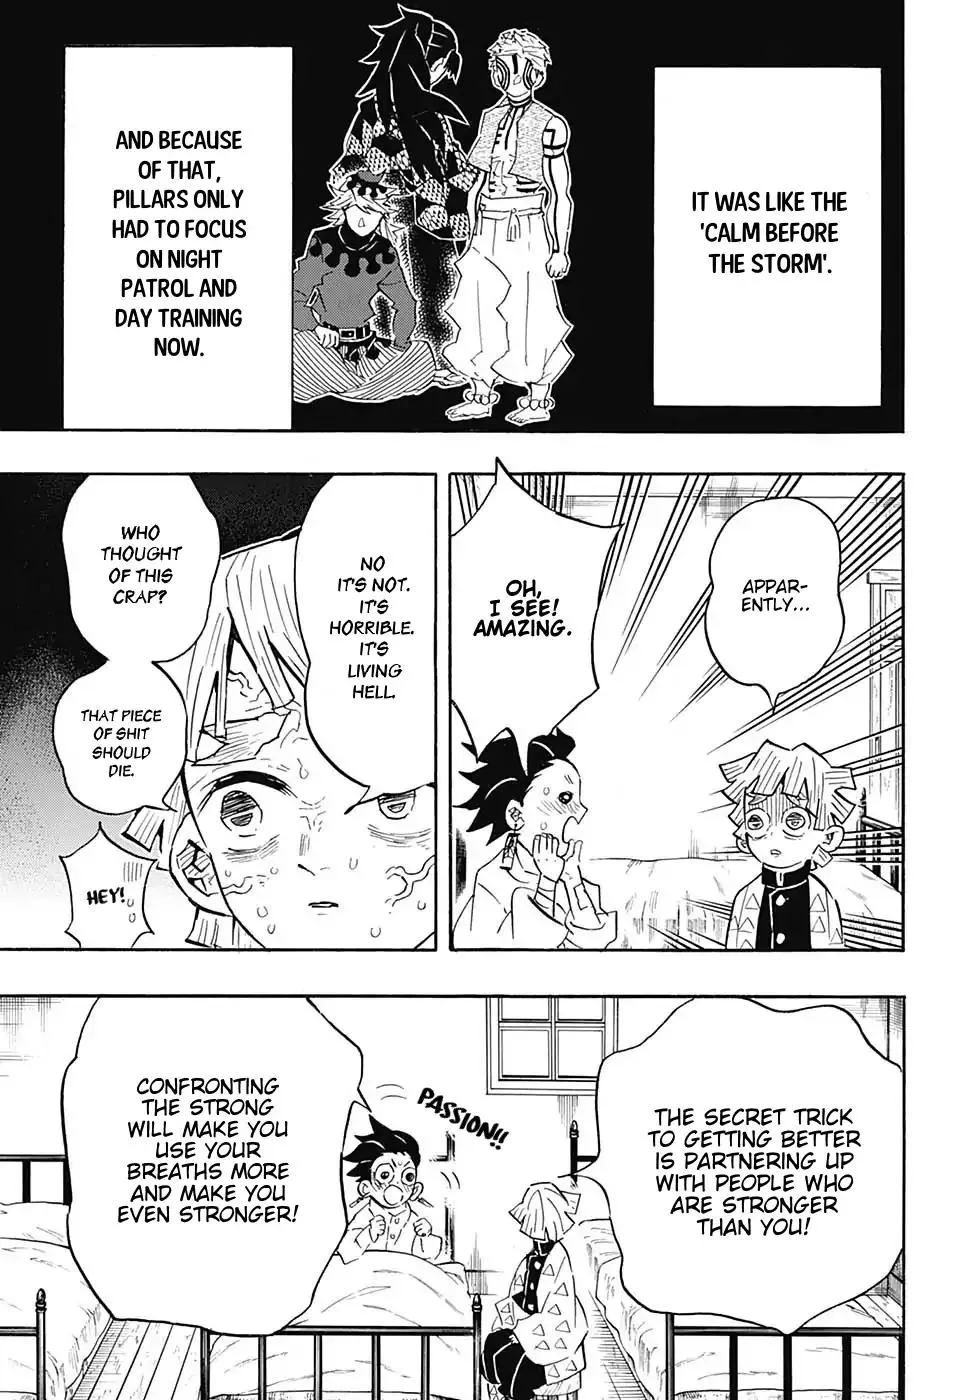 IT WAS LIKE THE
'CALM BEFORE
THE STORM'.
AND BECAUSE
OF THAT,
PILLARS ONLY
HAD TO FOCUS
ON NIGHT
PATROL AND
DAY TRAINING
NOW.
APPAR-
ENTLY...
OH,
I SEE!
AMAZING.
NO
IT'S NOT.
IT'S
HORRIBLE.
IT'S
LIVING
HELL.
WHO
THOUGHT
OF THIS
CRAP?
THAT PIECE
OF SHIT
SHOULD
DIE.
HEY!
THE SECRET TRICK
TO GETTING BETTER
IS PARTNERING UP
WITH PEOPLE WHO
ARE STRONGER
THAN YOU!
PASSION!!
CONFRONTING
THE STRONG
WILL MAKE YOU
USE YOUR
BREATHS MORE
AND MAKE YOU
EVEN STRONGER!